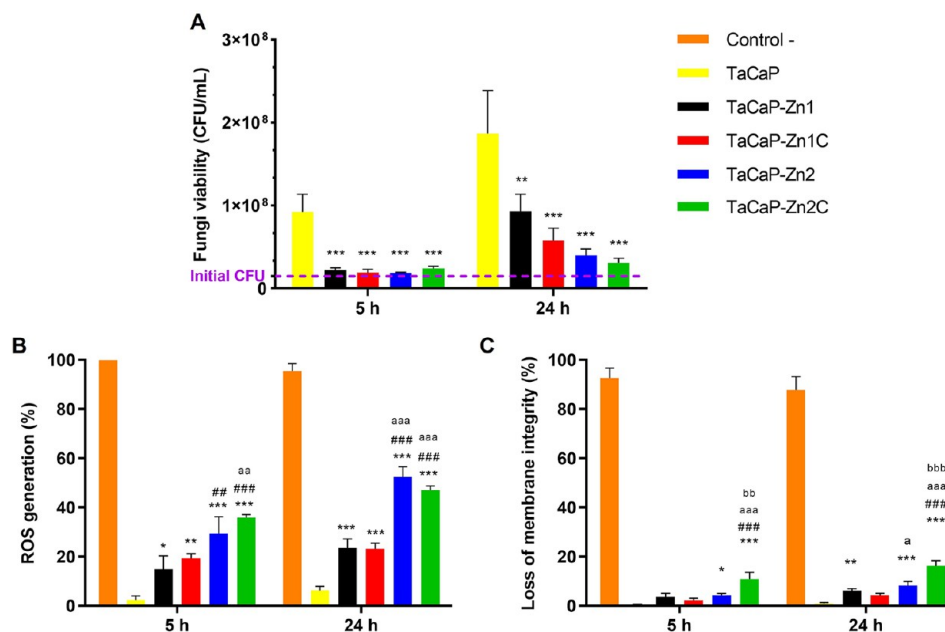 A
Fungi viability (CFU/mL)
3×10⁸
2×10⁸
1×10⁸
0
Initial CFU
*** *** *** ***
** *** *** ***
5 h 24 h
Control -
TaCaP
TaCaP-Zn1
TaCaP-Zn1C
TaCaP-Zn2
TaCaP-Zn2C
B
ROS generation (%)
100
80
60
40
20
0
*
**
##
***
aa
###
***
***
***
aaa
###
***
aaa
###
***
5 h 24 h
C
Loss of membrane integrity (%)
100
80
60
40
20
0
*
bb
aaa
###
***
**
a
***
bbb
aaa
###
***
5 h 24 h